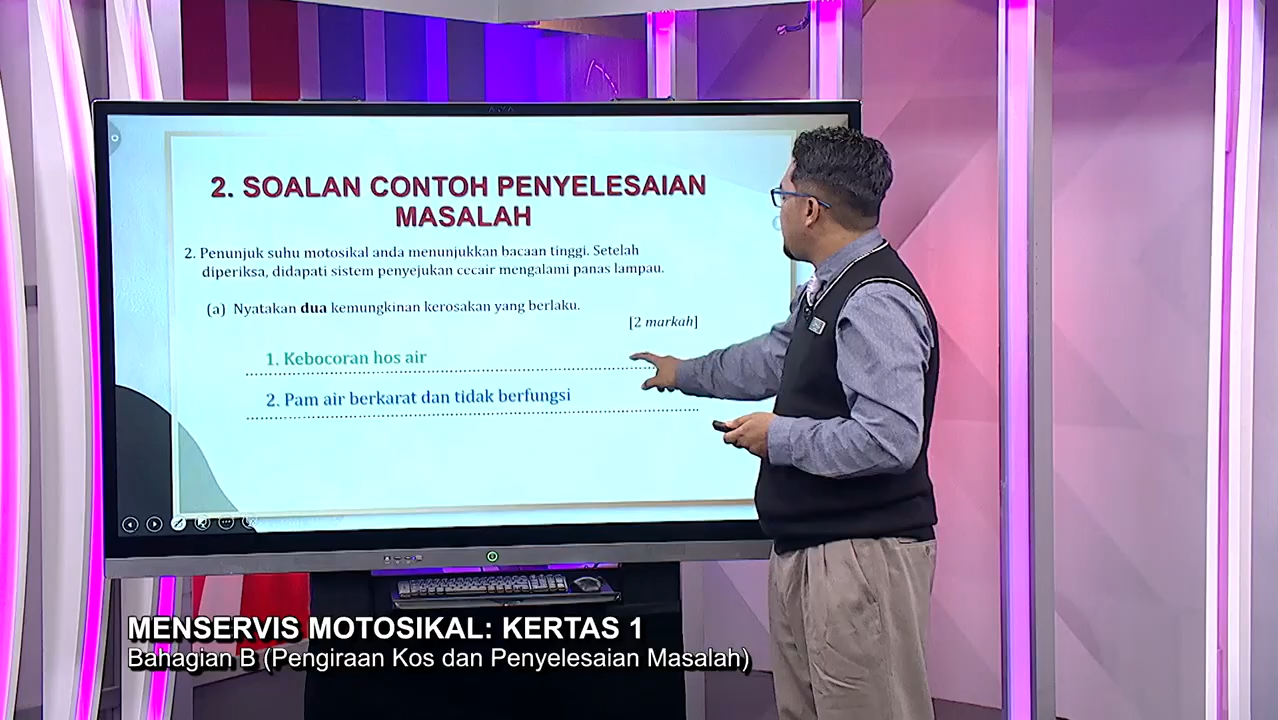 2. SOALAN CONTOH PENYELESAIAN
MASALAH
2. Penunjuk suhu motosikal anda menunjukkan bacaan tinggi. Setelah
diperiksa, didapati sistem penyejukan cecair mengalami panas lampau.
(a) Nyatakan dua kemungkinan kerosakan yang berlaku.
[2 markah]
1. Kebocoran hos air
2. Pam air berkarat dan tidak berfungsi
MENSERVIS MOTOSIKAL: KERTAS 1
Bahagian B (Pengiraan Kos dan Penyelesaian Masalah)